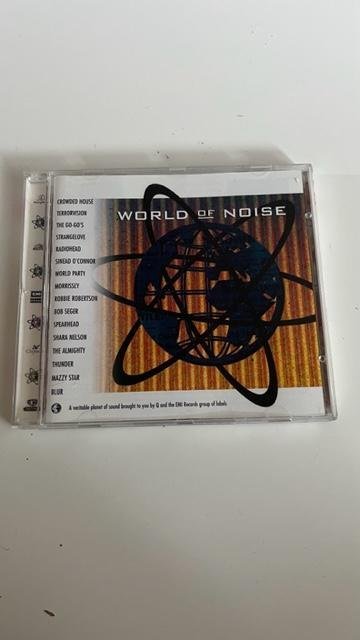 WORLD OF NOISE
CROWDED HOUSE
TERRORVISION
THE GO-GO'S
STRANGELOVE
RADIOHEAD
SINEAD O'CONNOR
WORLD PARTY
MORRISSEY
ROBBIE ROBERTSON
BOB SEGER
SPEARHEAD
SHARA NELSON
THE ALMIGHTY
THUNDER
MAZZY STAR
BLUR
A veritable planet of sound brought to you by Q and the EMI Records group of labels
EMI